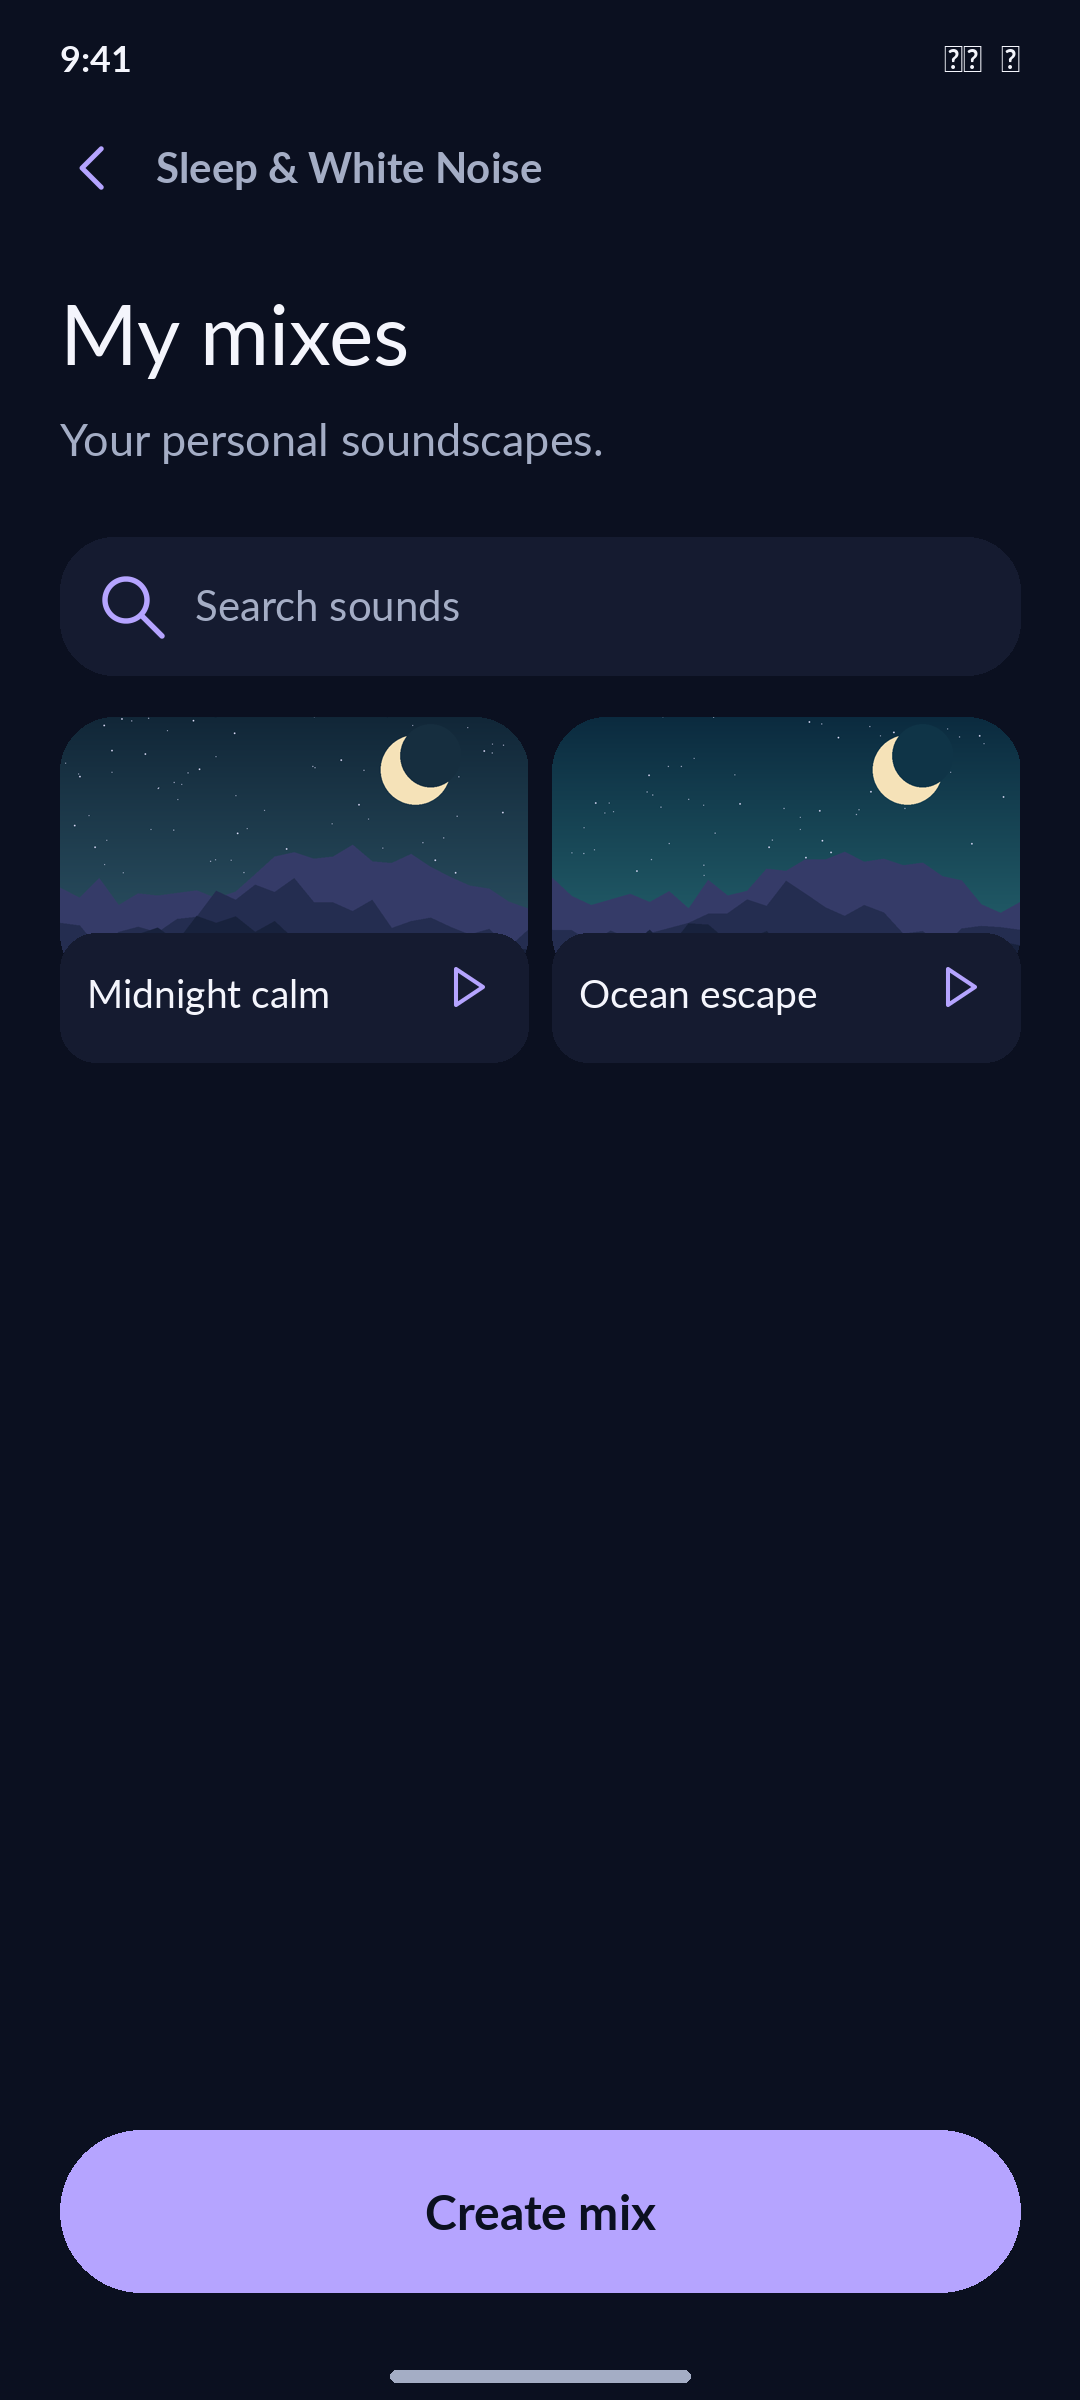 9:41
Sleep & White Noise
My mixes
Your personal soundscapes.
Search sounds
Midnight calm
Ocean escape
Create mix